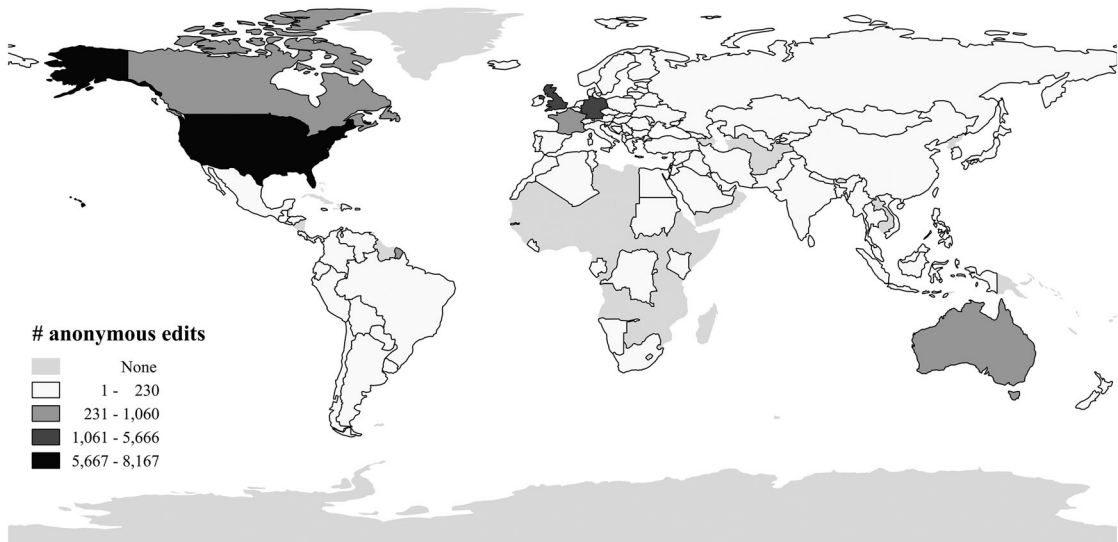 # anonymous edits
None
1 - 230
231 - 1,060
1,061 - 5,666
5,667 - 8,167